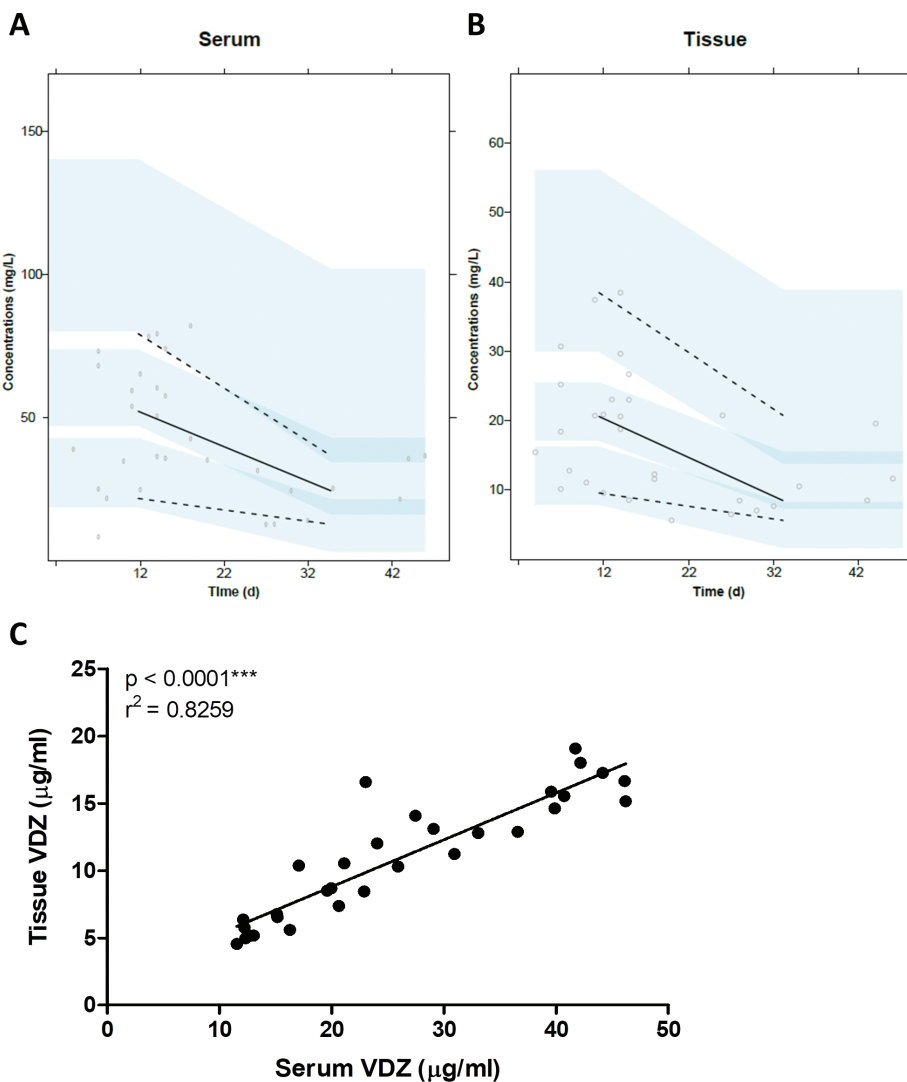 A
B
Serum
Tissue
Concentrations (mg/L)
150
100
50
12
22
32
42
TIme (d)
Concentrations (mg/L)
60
50
40
30
20
10
12
22
32
42
Time (d)
C
p < 0.0001***
r² = 0.8259
Tissue VDZ (μg/ml)
25
20
15
10
5
0
0
10
20
30
40
50
Serum VDZ (μg/ml)